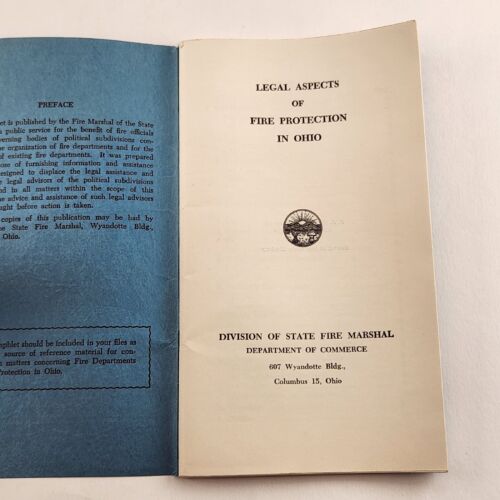 PREFACE
et is published by the Fire Marshal of the State
public service for the benefit of fire officials
verning bodies of political subdivisions con-
e organization of fire departments and for the
of existing fire departments. It was prepared
ose of furnishing information and assistance
designed to displace the legal assistance and
e legal advisors of the political subdivisions
nd in all matters within the scope of this
e advice and assistance of such legal advisors
ught before action is taken.
copies of this publication may be had by
he State Fire Marshal, Wyandotte Bldg.,
Ohio.
mphlet should be included in your files as
source of reference material for con-
matters concerning Fire Departments
Protection in Ohio.
LEGAL ASPECTS
OF
FIRE PROTECTION
IN OHIO
DIVISION OF STATE FIRE MARSHAL
DEPARTMENT OF COMMERCE
607 Wyandotte Bldg.,
Columbus 15, Ohio